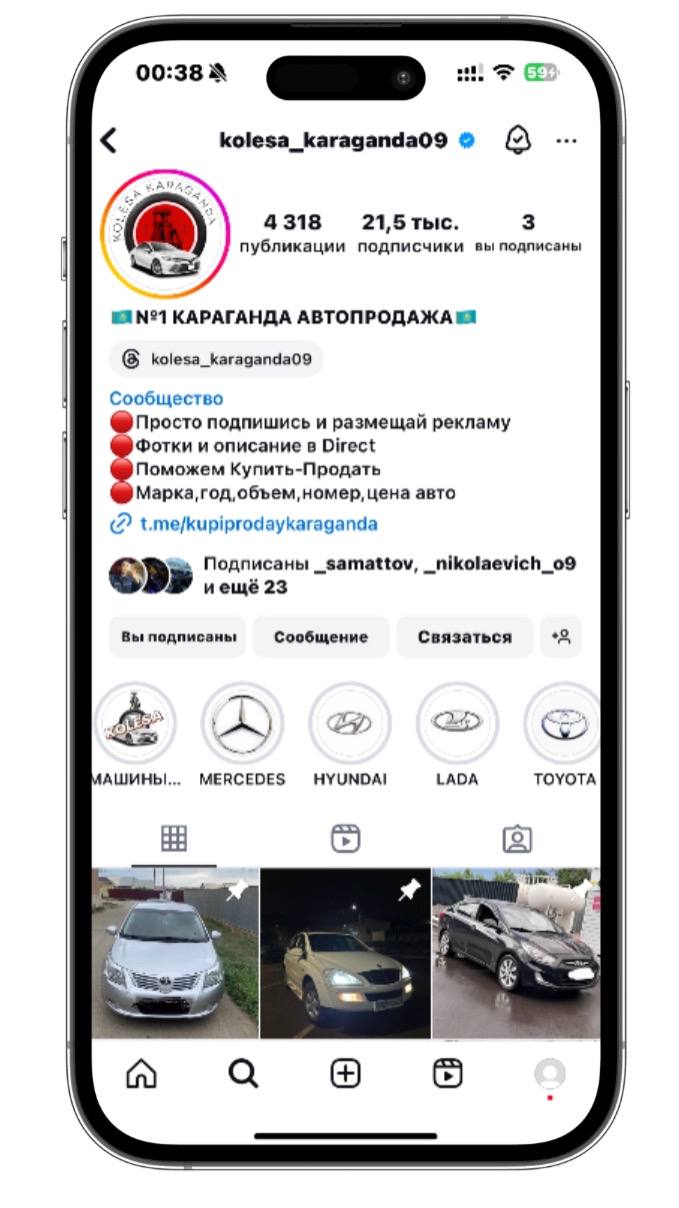 00:38
59
kolesa_karaganda09
KOLESA KARAGANDA
4 318
публикации
21,5 тыс.
подписчики
3
вы подписаны
№1 КАРАГАНДА АВТОПРОДАЖА
kolesa_karaganda09
Сообщество
Просто подпишись и размещай рекламу
Фотки и описание в Direct
Поможем Купить-Продать
Марка,год,объем,номер,цена авто
t.me/kupiprodaykaraganda
Подписаны _samattov, _nikolaevich_o9
и ещё 23
Вы подписаны
Сообщение
Связаться
KOLESA
МАШИНЫ...
MERCEDES
HYUNDAI
LADA
TOYOTA